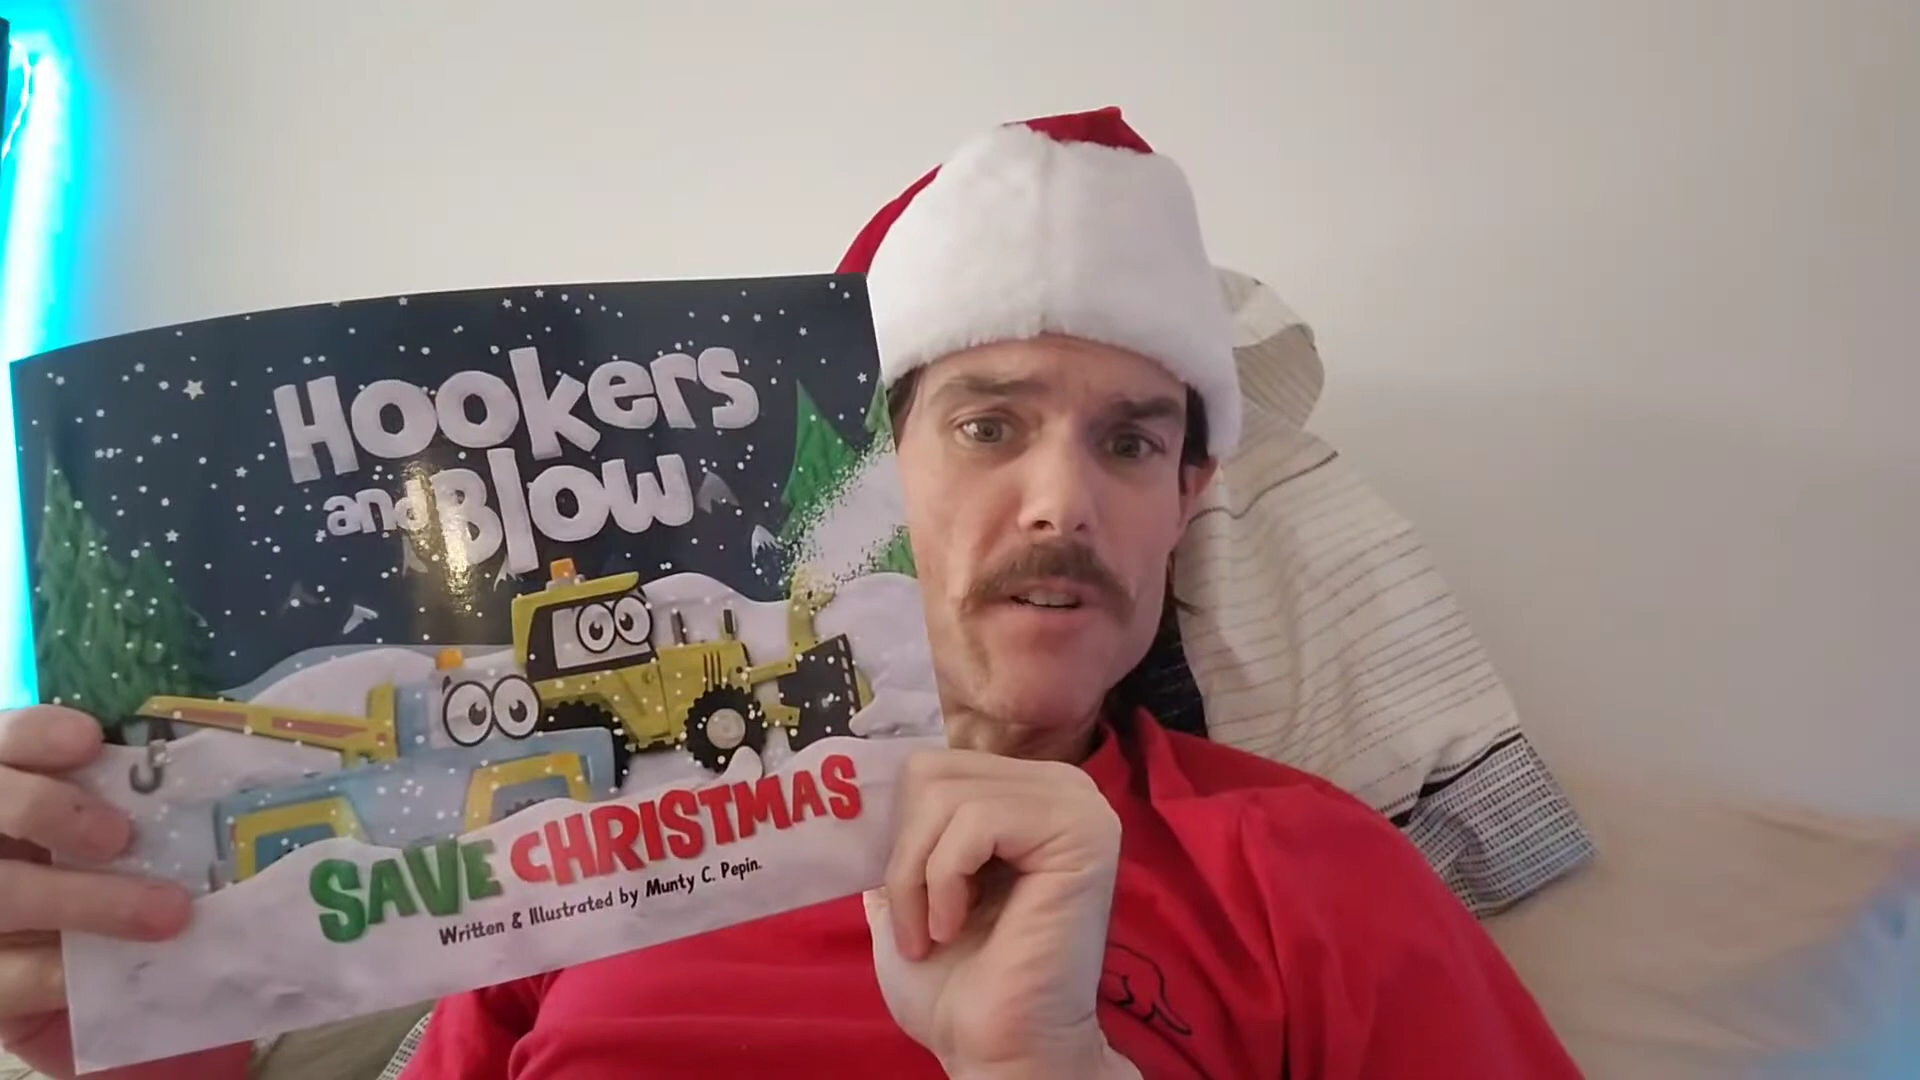 Hookers
and Blow
SAVE CHRISTMAS
Written & Illustrated by Munty C. Pepin.